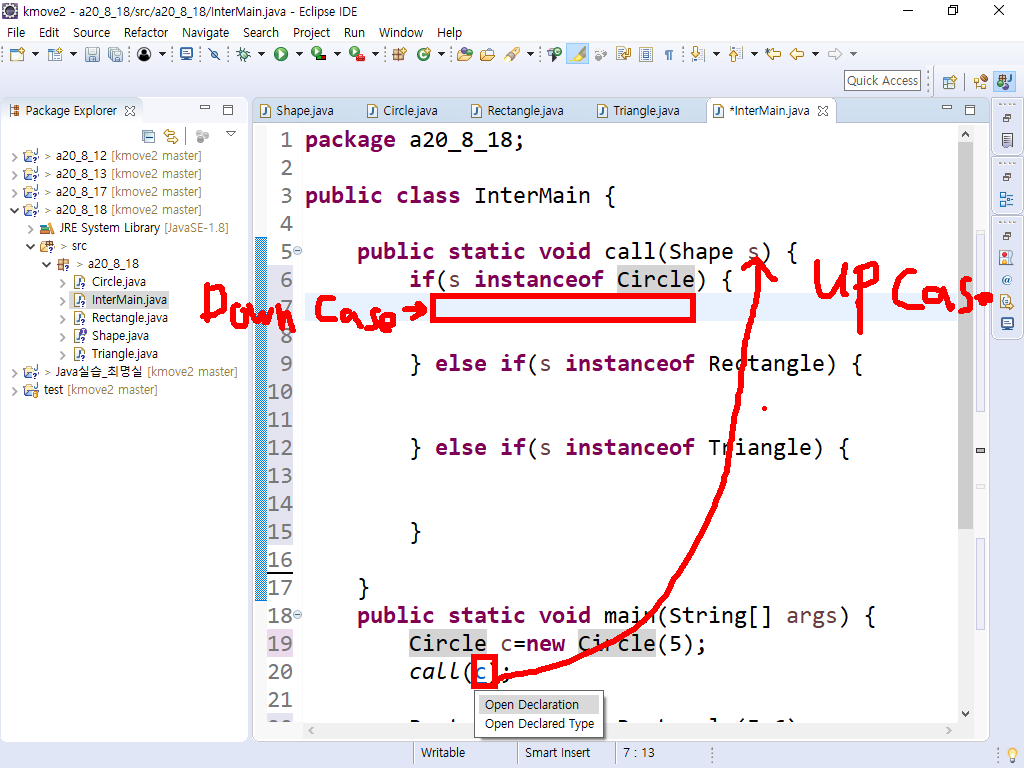 kmove2 - a20_8_18/src/a20_8_18/InterMain.java - Eclipse IDE
File Edit Source Refactor Navigate Search Project Run Window Help
Quick Access
Package Explorer
> a20_8_12 [kmove2 master]
> a20_8_13 [kmove2 master]
> a20_8_17 [kmove2 master]
> a20_8_18 [kmove2 master]
JRE System Library [JavaSE-1.8]
> src
> a20_8_18
> Circle.java
> InterMain.java
> Rectangle.java
> Shape.java
> Triangle.java
> Java실습_최명실 [kmove2 master]
test [kmove2 master]
Shape.java Circle.java Rectangle.java Triangle.java *InterMain.java
1 package a20_8_18;
2
3 public class InterMain {
4
5 public static void call(Shape s) {
6 if(s instanceof Circle) {
7
8
9 } else if(s instanceof Rectangle) {
10
11
12 } else if(s instanceof Triangle) {
13
14
15 }
16
17 }
18 public static void main(String[] args) {
19 Circle c=new Circle(5);
20 call(c);
21
Down Case
UP Case
Open Declaration
Open Declared Type
Writable Smart Insert 7 : 13